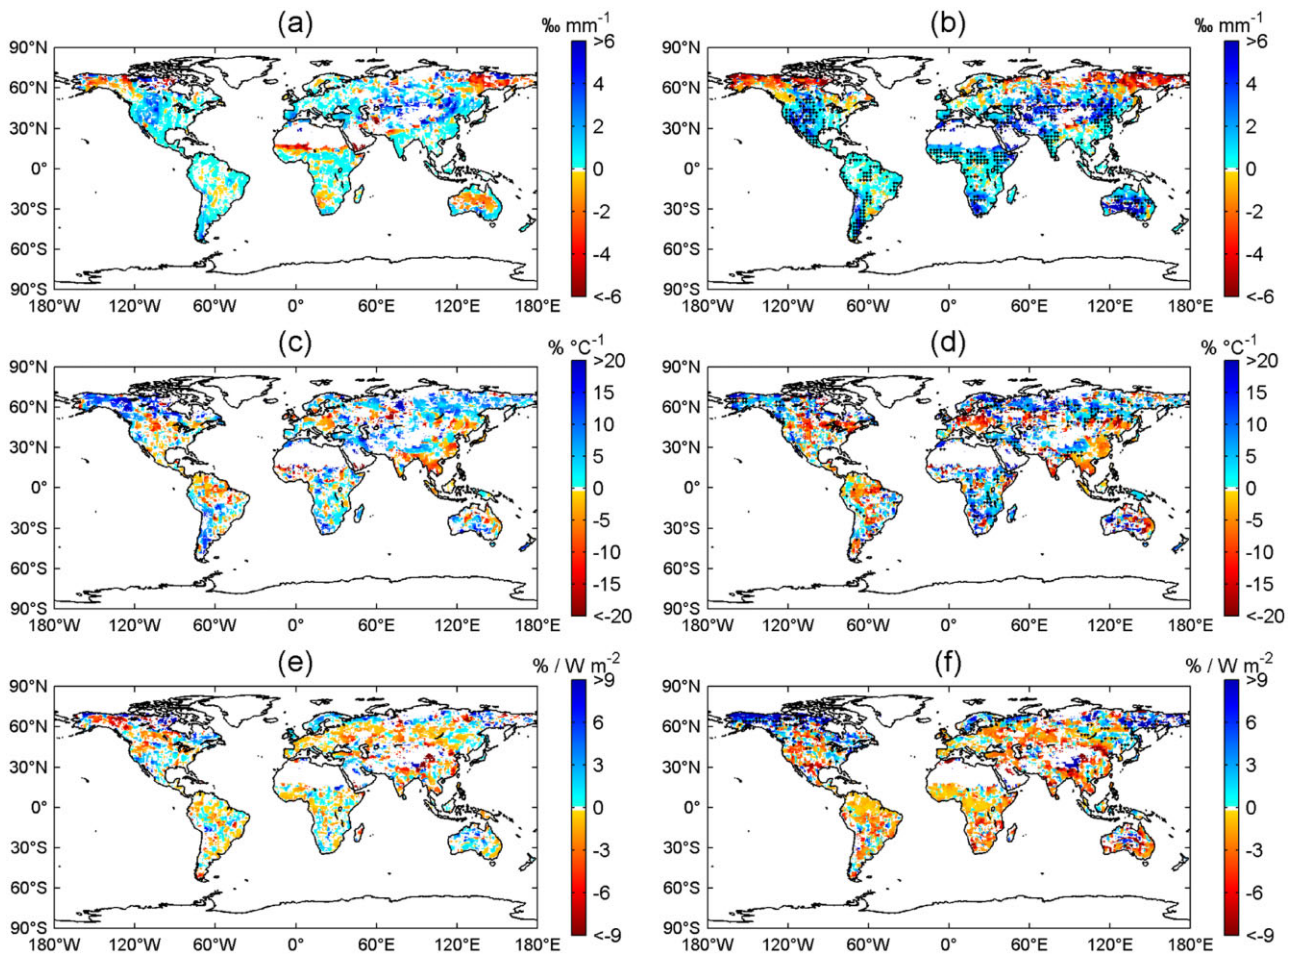 (a)
‰ mm-1
90°N
60°N
30°N
0°
30°S
60°S
90°S
180°W 120°W 60°W 0° 60°E 120°E 180°E
>6
4
2
0
-2
-4
<-6
(b)
‰ mm-1
90°N
60°N
30°N
0°
30°S
60°S
90°S
180°W 120°W 60°W 0° 60°E 120°E 180°E
>6
4
2
0
-2
-4
<-6
(c)
% °C-1
90°N
60°N
30°N
0°
30°S
60°S
90°S
180°W 120°W 60°W 0° 60°E 120°E 180°E
>20
15
10
5
0
-5
-10
-15
<-20
(d)
% °C-1
90°N
60°N
30°N
0°
30°S
60°S
90°S
180°W 120°W 60°W 0° 60°E 120°E 180°E
>20
15
10
5
0
-5
-10
-15
<-20
(e)
% / W m-2
90°N
60°N
30°N
0°
30°S
60°S
90°S
180°W 120°W 60°W 0° 60°E 120°E 180°E
>9
6
3
0
-3
-6
<-9
(f)
% / W m-2
90°N
60°N
30°N
0°
30°S
60°S
90°S
180°W 120°W 60°W 0° 60°E 120°E 180°E
>9
6
3
0
-3
-6
<-9